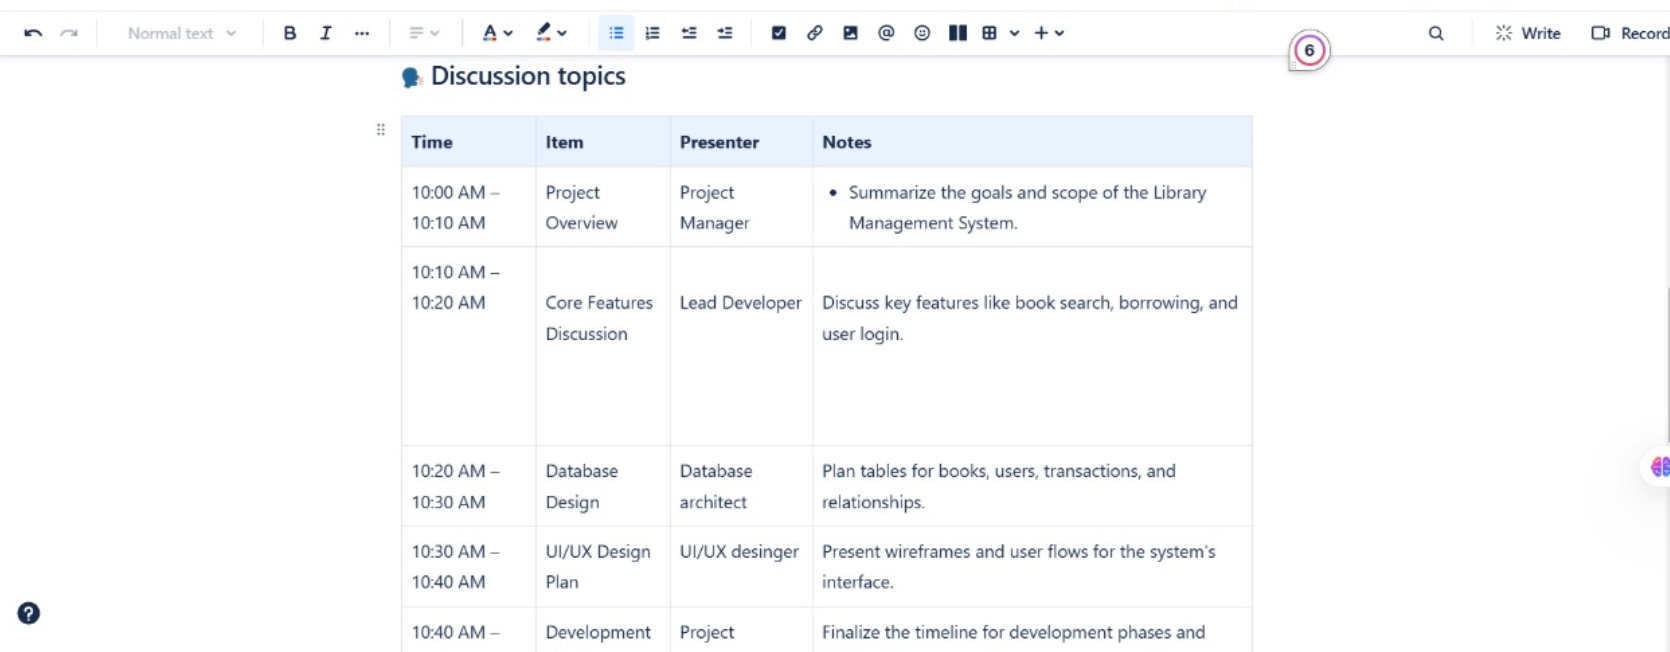 Normal text
Write
Record
6
Discussion topics
Time Item Presenter Notes
10:00 AM – Project Project • Summarize the goals and scope of the Library
10:10 AM Overview Manager Management System.
10:10 AM –
10:20 AM Core Features Lead Developer Discuss key features like book search, borrowing, and
Discussion user login.
10:20 AM – Database Database Plan tables for books, users, transactions, and
10:30 AM Design architect relationships.
10:30 AM – UI/UX Design UI/UX desinger Present wireframes and user flows for the system's
10:40 AM Plan interface.
10:40 AM – Development Project Finalize the timeline for development phases and